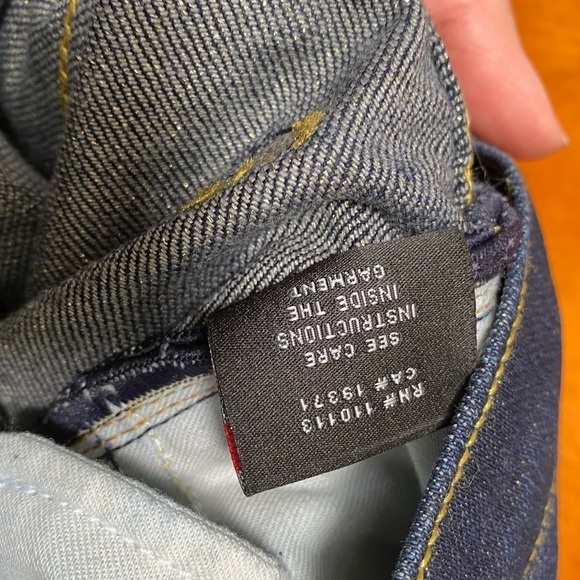 RN# 110113
CA# 19371
SEE CARE
INSTRUCTIONS
INSIDE THE
GARMENT